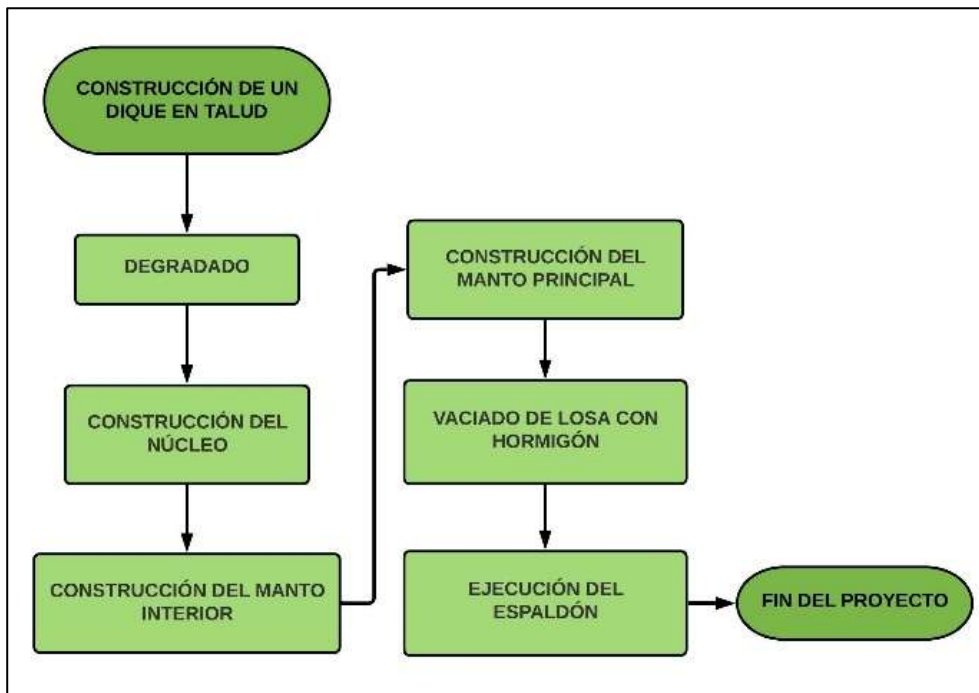 CONSTRUCCIÓN DE UN
DIQUE EN TALUD
DEGRADADO
CONSTRUCCIÓN DEL
NÚCLEO
CONSTRUCCIÓN DEL MANTO
INTERIOR
CONSTRUCCIÓN DEL
MANTO PRINCIPAL
VACIADO DE LOSA CON
HORMIGÓN
EJECUCIÓN DEL
ESPALDÓN
FIN DEL PROYECTO